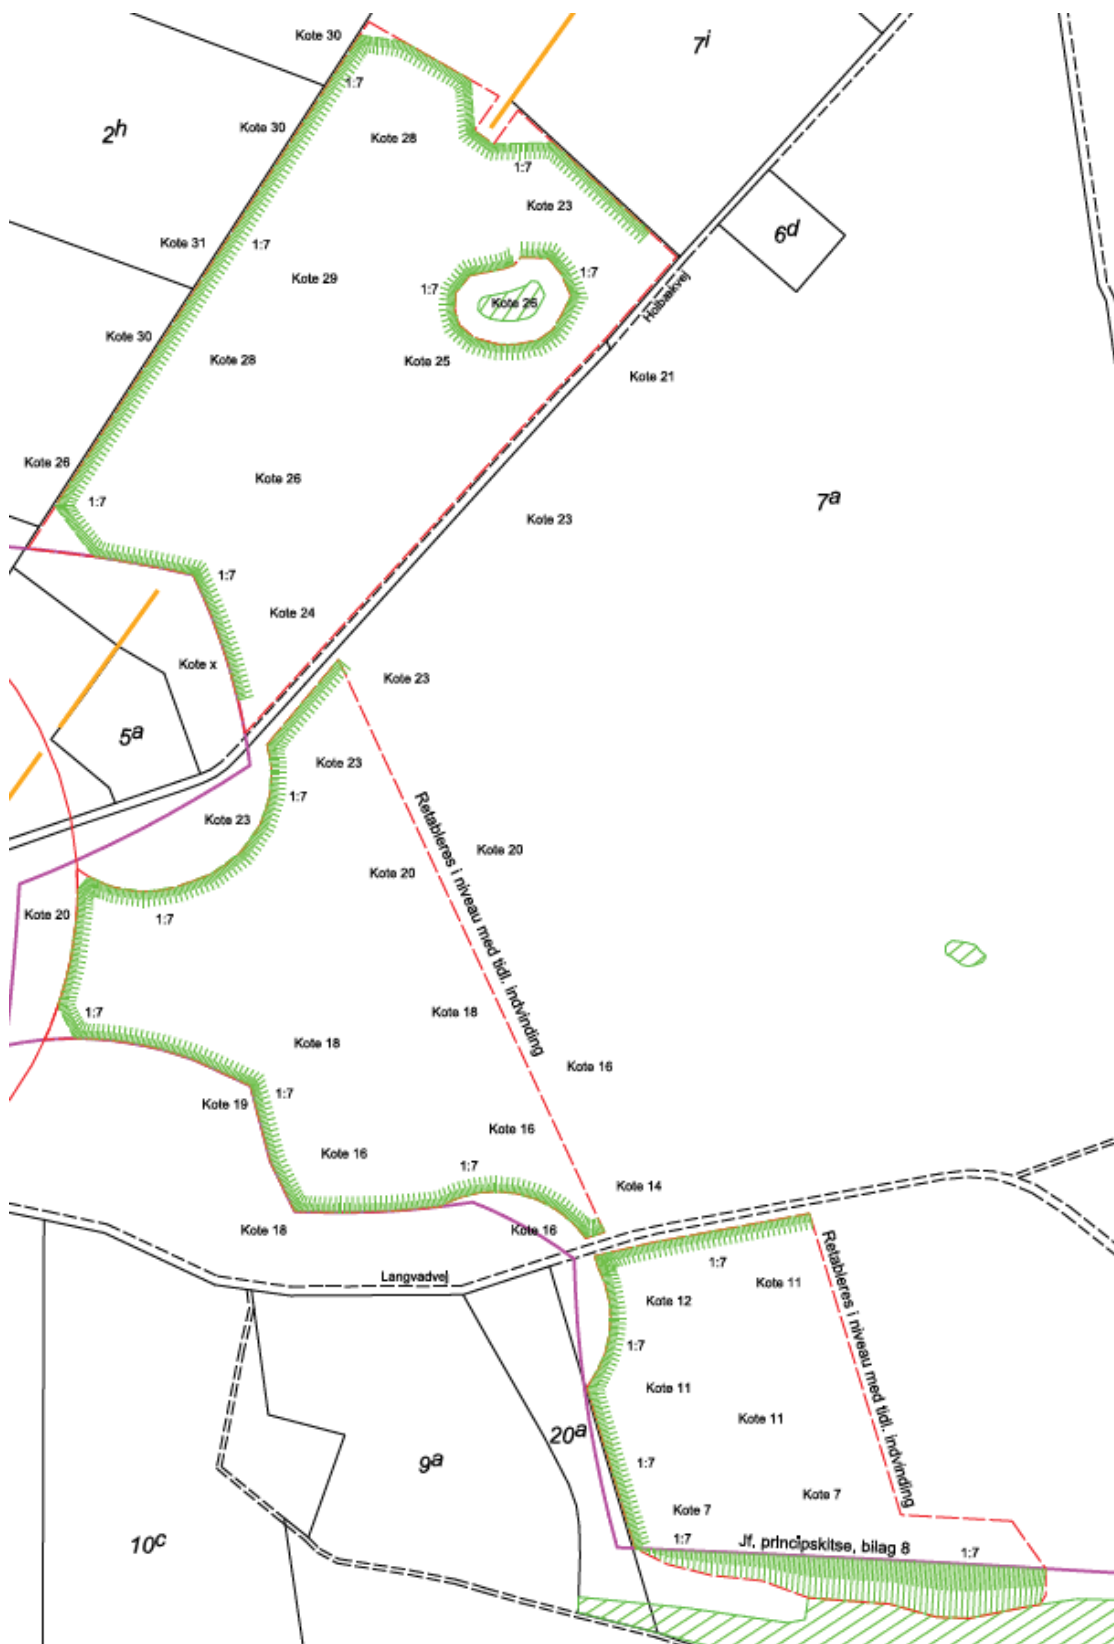 Kote 30
7i
1:7
2h
Kote 30
Kote 28
1:7
Kote 23
6d
Kote 31
1:7
Kote 29
1:7
1:7
Kote 26
Holbækvej
Kote 30
Kote 28
Kote 25
Kote 21
Kote 26
Kote 26
1:7
7a
Kote 23
1:7
Kote 24
Kote x
Kote 23
5a
Kote 23
1:7
Kote 23
Retableres i niveau med tidl. indvinding
Kote 20
Kote 20
Kote 20
1:7
1:7
Kote 18
Kote 18
Kote 16
1:7
Kote 19
Kote 16
Kote 16
1:7
Kote 14
Kote 18
Kote 16
Langvadvej
1:7
Kote 11
Retableres i niveau med tidl. indvinding
Kote 12
1:7
Kote 11
Kote 11
20a
9a
1:7
Kote 7
Kote 7
10c
1:7
Jf. principskitse, bilag 8
1:7